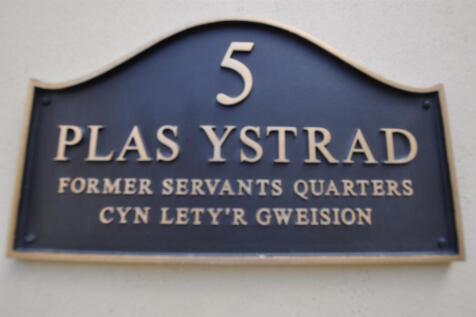 5
PLAS YSTRAD
FORMER SERVANTS QUARTERS
CYN LETY'R GWEISION